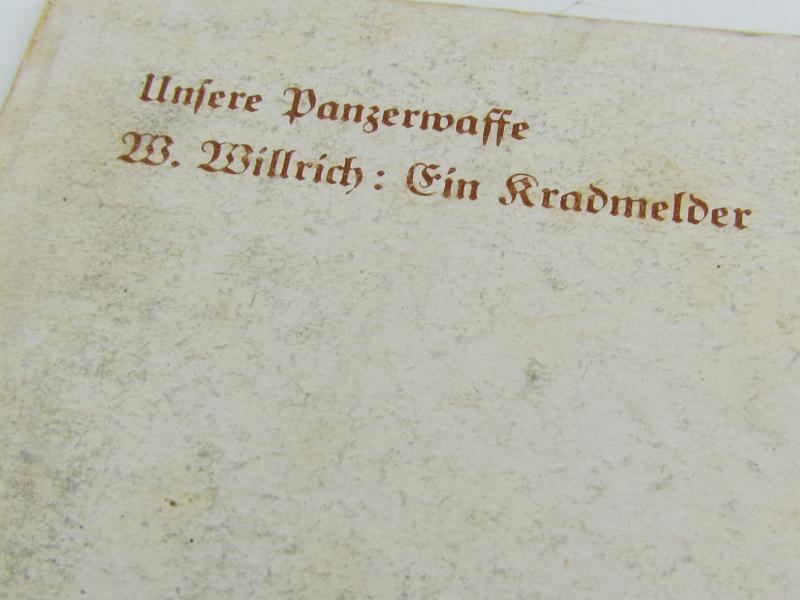 Unſere Panzerwaffe
W. Willrich: Ein Kradmelder